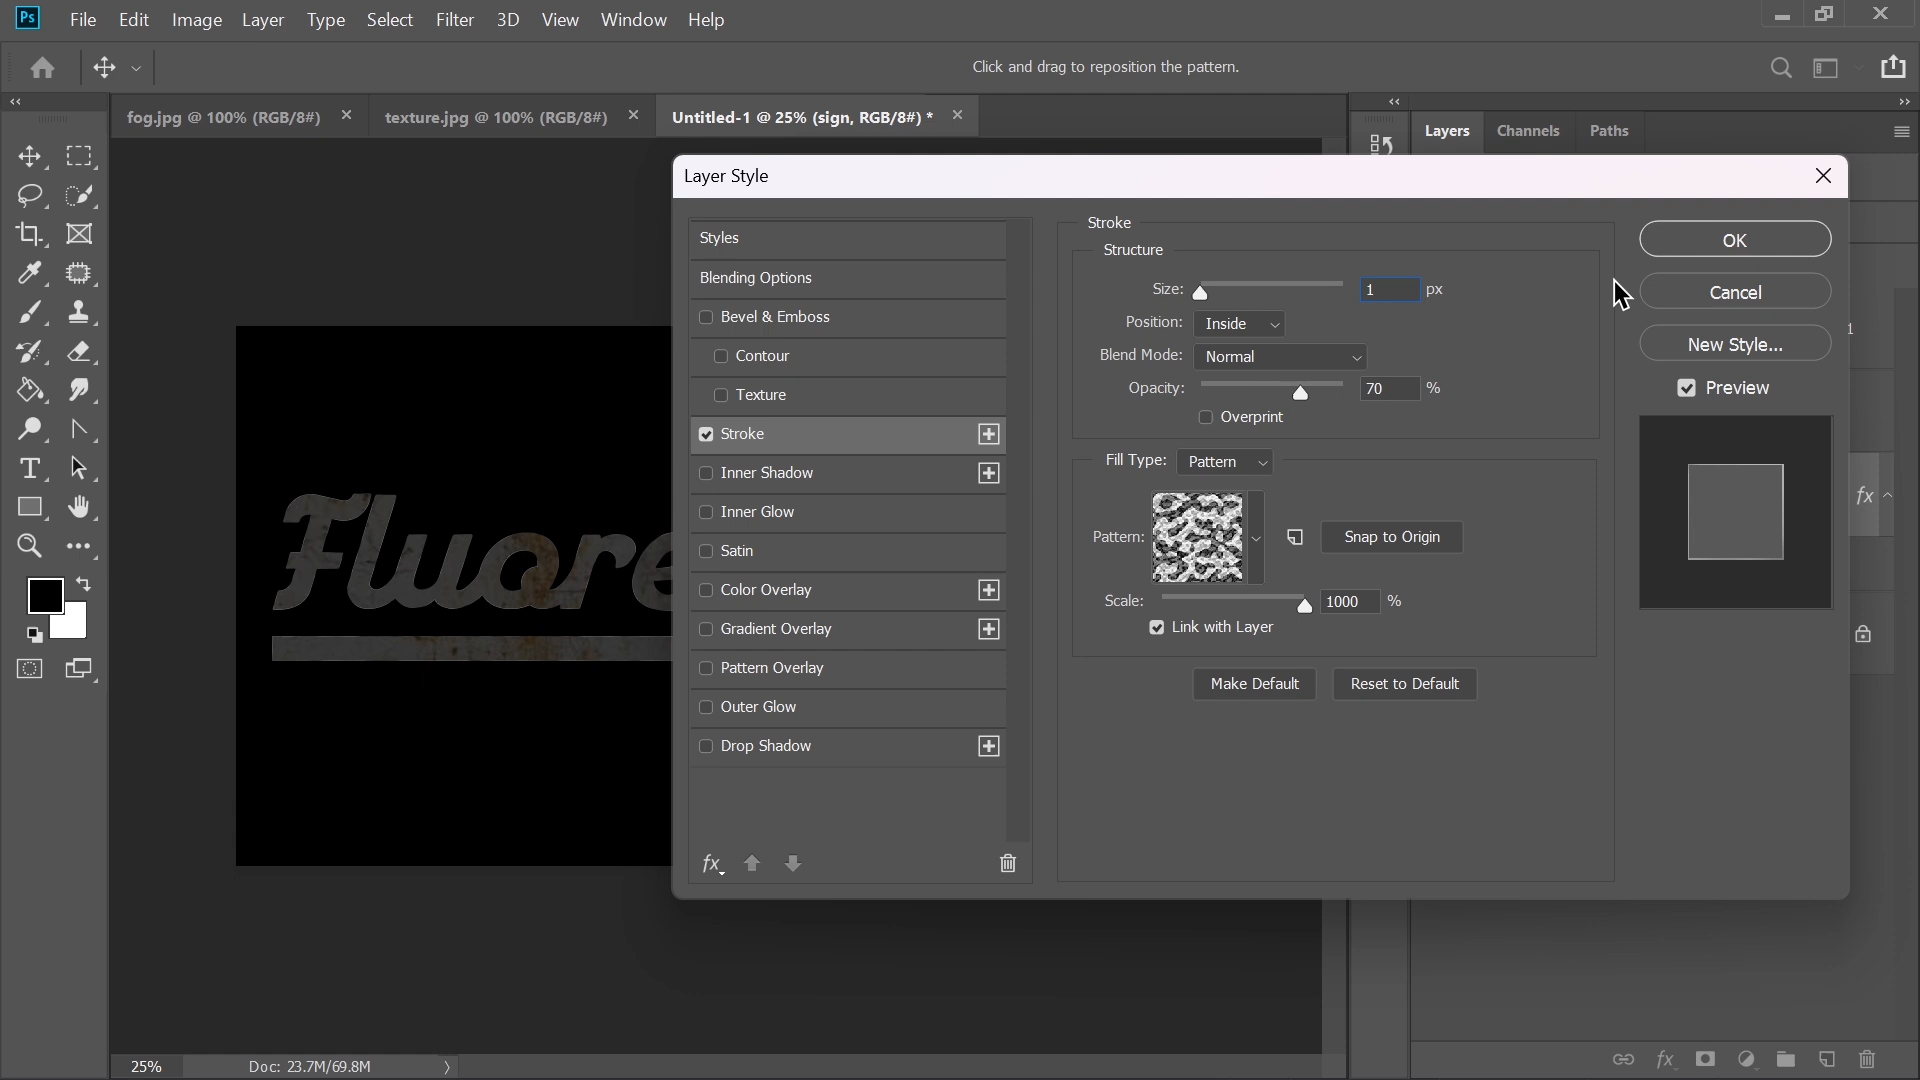 Ps File Edit Image Layer Type Select Filter 3D View Window Help
Click and drag to reposition the pattern.
fog.jpg @ 100% (RGB/8#)
texture.jpg @ 100% (RGB/8#)
Untitled-1 @ 25% (sign, RGB/8#) *
Layers Channels Paths
Layer Style
Styles
Blending Options
Bevel & Emboss
Contour
Texture
Stroke
Inner Shadow
Inner Glow
Satin
Color Overlay
Gradient Overlay
Pattern Overlay
Outer Glow
Drop Shadow
fx
Stroke
Structure
Size: 1 px
Position: Inside
Blend Mode: Normal
Opacity: 70 %
Overprint
Fill Type: Pattern
Pattern: Snap to Origin
Scale: 1000 %
Link with Layer
Make Default Reset to Default
OK
Cancel
New Style...
Preview
1
fx
Fluore
25% Doc: 23.7M/69.8M
fx